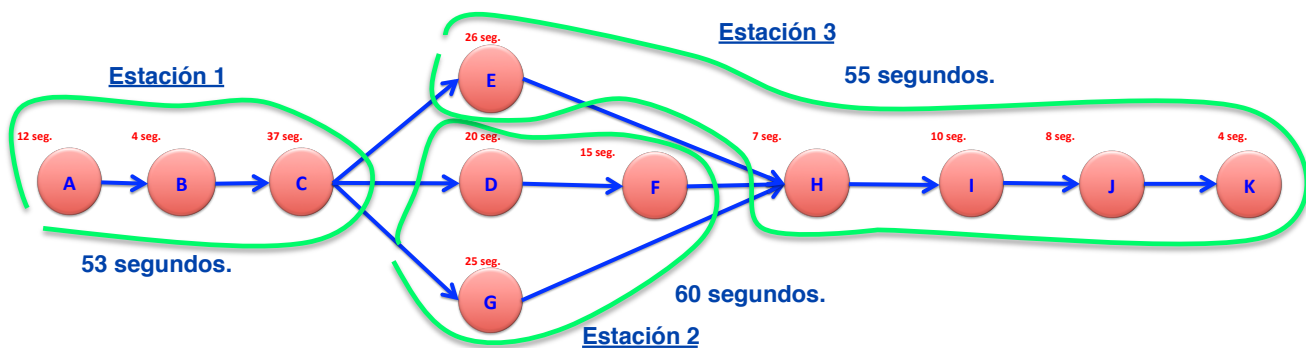 Estación 3
26 seg.
E
55 segundos.
Estación 1
12 seg.
4 seg.
37 seg.
20 seg.
15 seg.
7 seg.
10 seg.
8 seg.
4 seg.
A
B
C
D
F
H
I
J
K
53 segundos.
25 seg.
G
60 segundos.
Estación 2